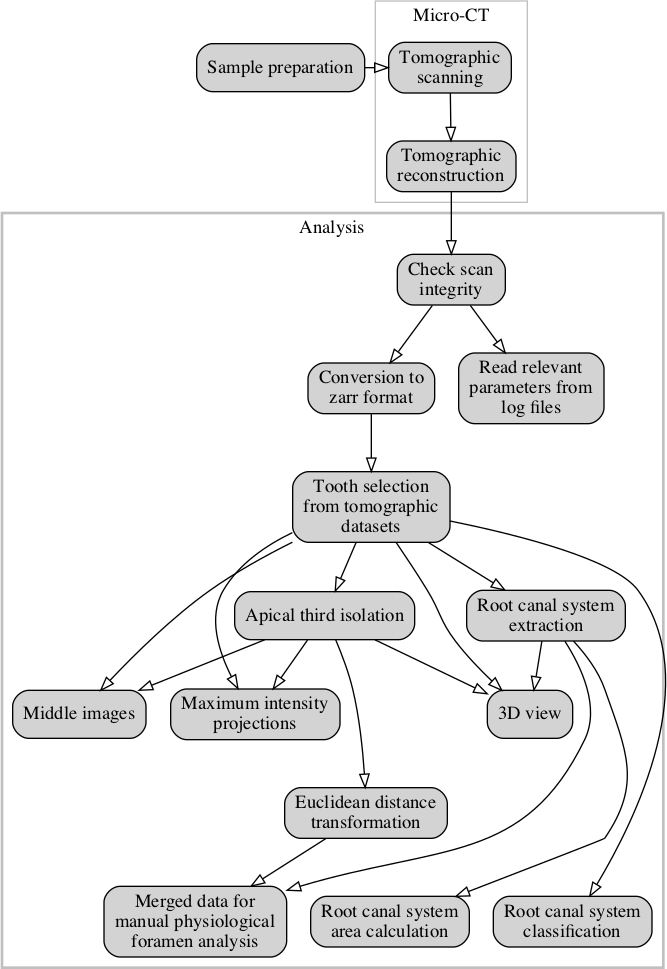 Micro-CT
Sample preparation
Tomographic
scanning
Tomographic
reconstruction
Analysis
Check scan
integrity
Conversion to
zarr format
Read relevant
parameters from
log files
Tooth selection
from tomographic
datasets
Apical third isolation
Root canal system
extraction
Middle images
Maximum intensity
projections
3D view
Euclidean distance
transformation
Merged data for
manual physiological
foramen analysis
Root canal system
area calculation
Root canal system
classification